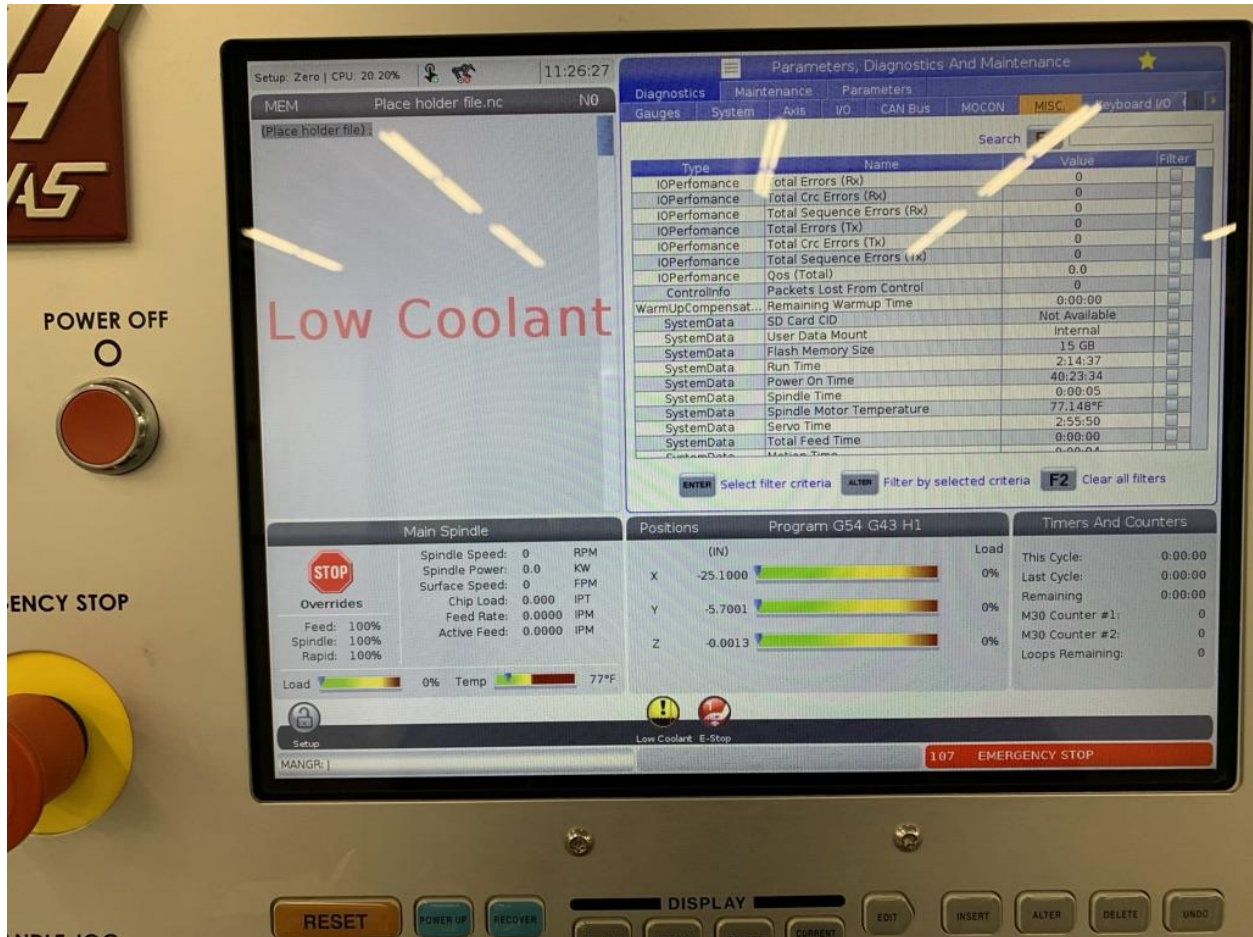 AS
POWER OFF
ENCY STOP
Setup: Zero | CPU: 20.20%
11:26:27
MEM Place holder file.nc N0
(Place holder file) ;
Low Coolant
Parameters, Diagnostics And Maintenance
Diagnostics Maintenance Parameters
Gauges System Axis I/O CAN Bus MOCON MISC. Keyboard I/O
Search
Type Name Value Filter
IOPerfomance Total Errors (Rx) 0
IOPerfomance Total Crc Errors (Rx) 0
IOPerfomance Total Sequence Errors (Rx) 0
IOPerfomance Total Errors (Tx) 0
IOPerfomance Total Crc Errors (Tx) 0
IOPerfomance Total Sequence Errors (Tx) 0
IOPerfomance Qos (Total) 0.0
ControlInfo Packets Lost From Control 0
WarmUpCompensat... Remaining Warmup Time 0:00:00
SystemData SD Card CID Not Available
SystemData User Data Mount Internal
SystemData Flash Memory Size 15 GB
SystemData Run Time 2:14:37
SystemData Power On Time 40:23:34
SystemData Spindle Time 0:00:05
SystemData Spindle Motor Temperature 77.148°F
SystemData Servo Time 2:55:50
SystemData Total Feed Time 0:00:00
SystemData Motion Time 0:00:04
ENTER Select filter criteria ALTER Filter by selected criteria F2 Clear all filters
Main Spindle
STOP
Spindle Speed: 0 RPM
Spindle Power: 0.0 KW
Surface Speed: 0 FPM
Chip Load: 0.000 IPT
Feed Rate: 0.0000 IPM
Active Feed: 0.0000 IPM
Overrides
Feed: 100%
Spindle: 100%
Rapid: 100%
Load 0% Temp 77°F
Positions Program G54 G43 H1
(IN) Load
X -25.1000 0%
Y -5.7001 0%
Z -0.0013 0%
Timers And Counters
This Cycle: 0:00:00
Last Cycle: 0:00:00
Remaining 0:00:00
M30 Counter #1: 0
M30 Counter #2: 0
Loops Remaining: 0
Setup
Low Coolant E-Stop
MANGR: |
107 EMERGENCY STOP
RESET POWER UP RECOVER
DISPLAY
CURRENT
EDIT INSERT ALTER DELETE UNDO